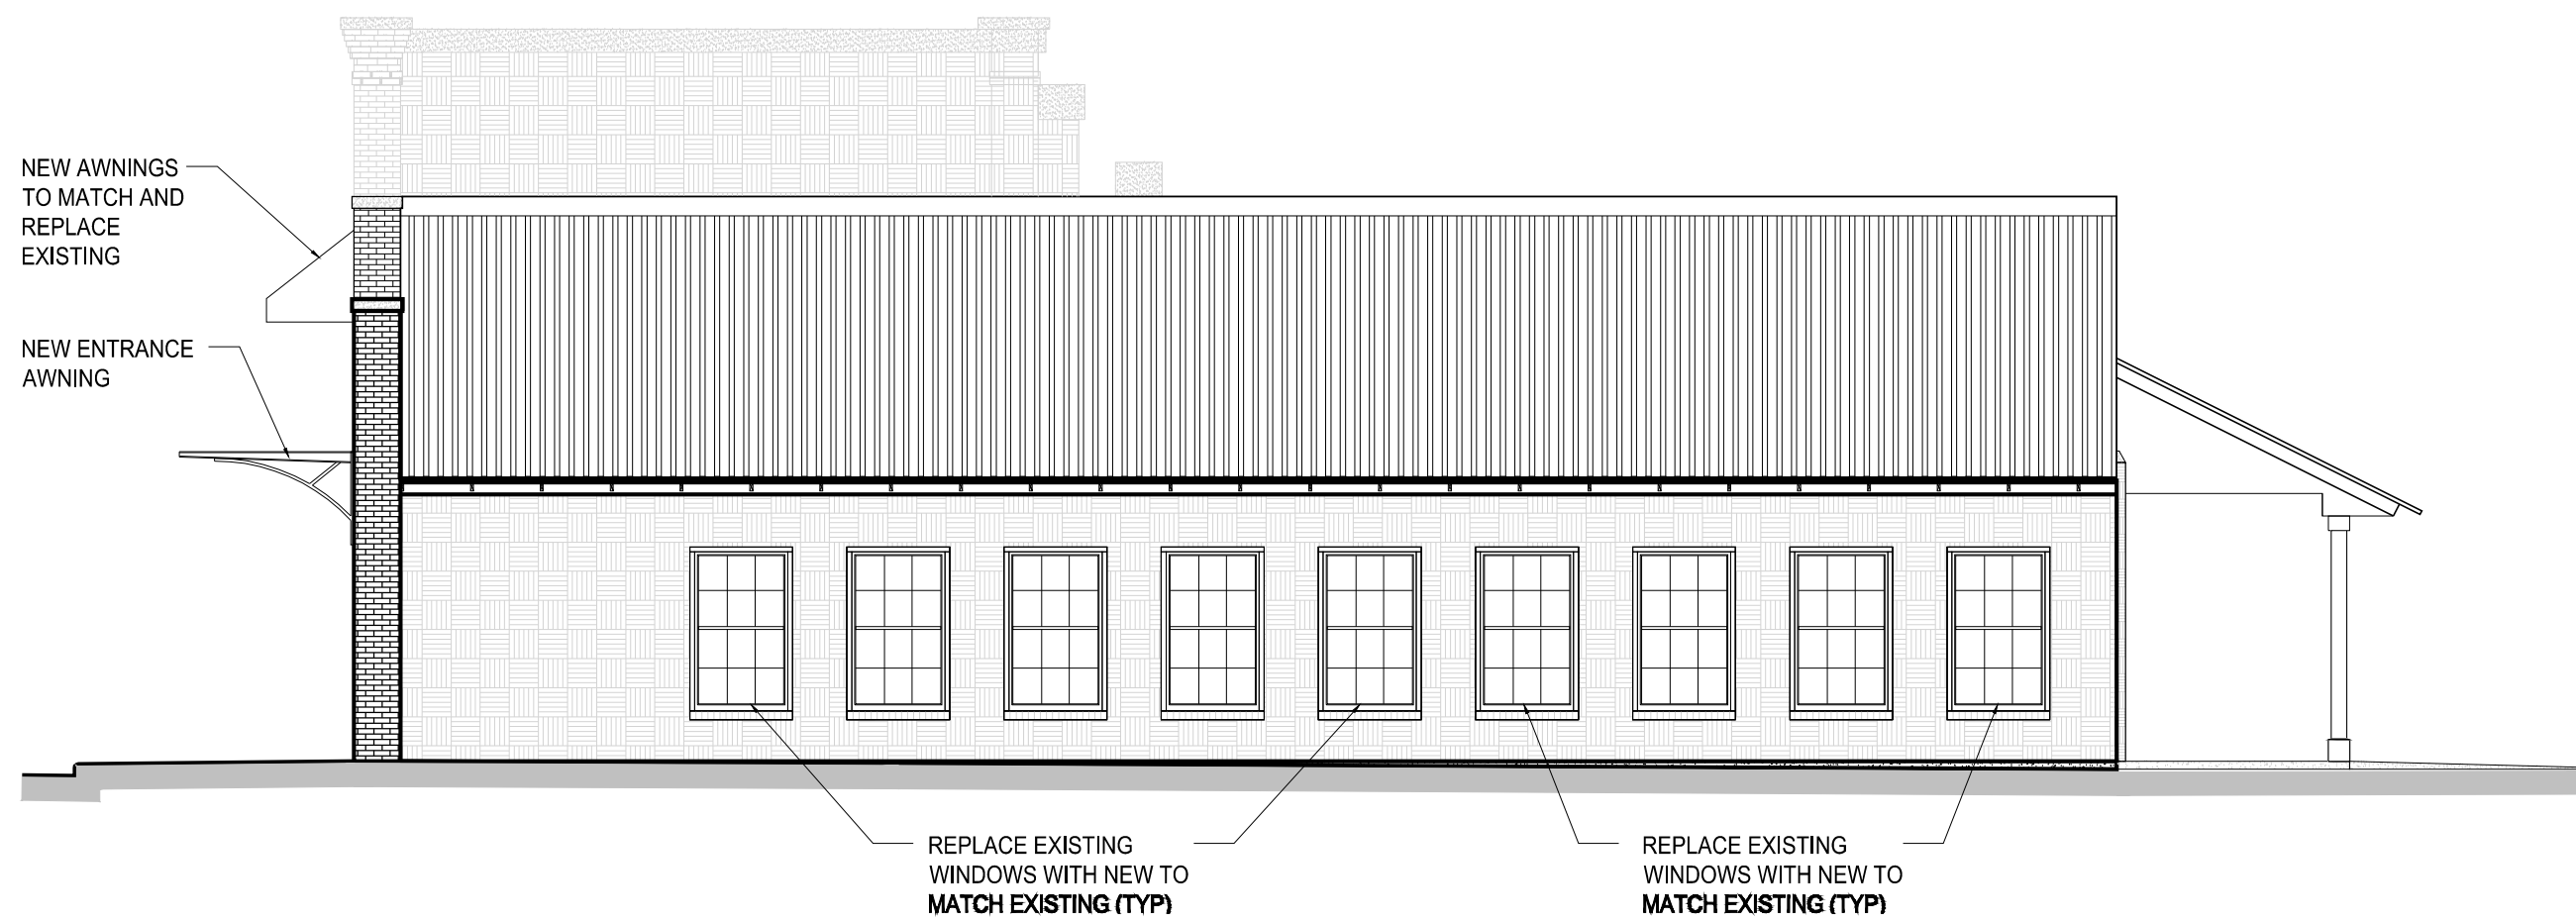 NEW AWNINGS
TO MATCH AND
REPLACE
EXISTING
NEW ENTRANCE
AWNING
REPLACE EXISTING
WINDOWS WITH NEW TO
MATCH EXISTING (TYP)
REPLACE EXISTING
WINDOWS WITH NEW TO
MATCH EXISTING (TYP)